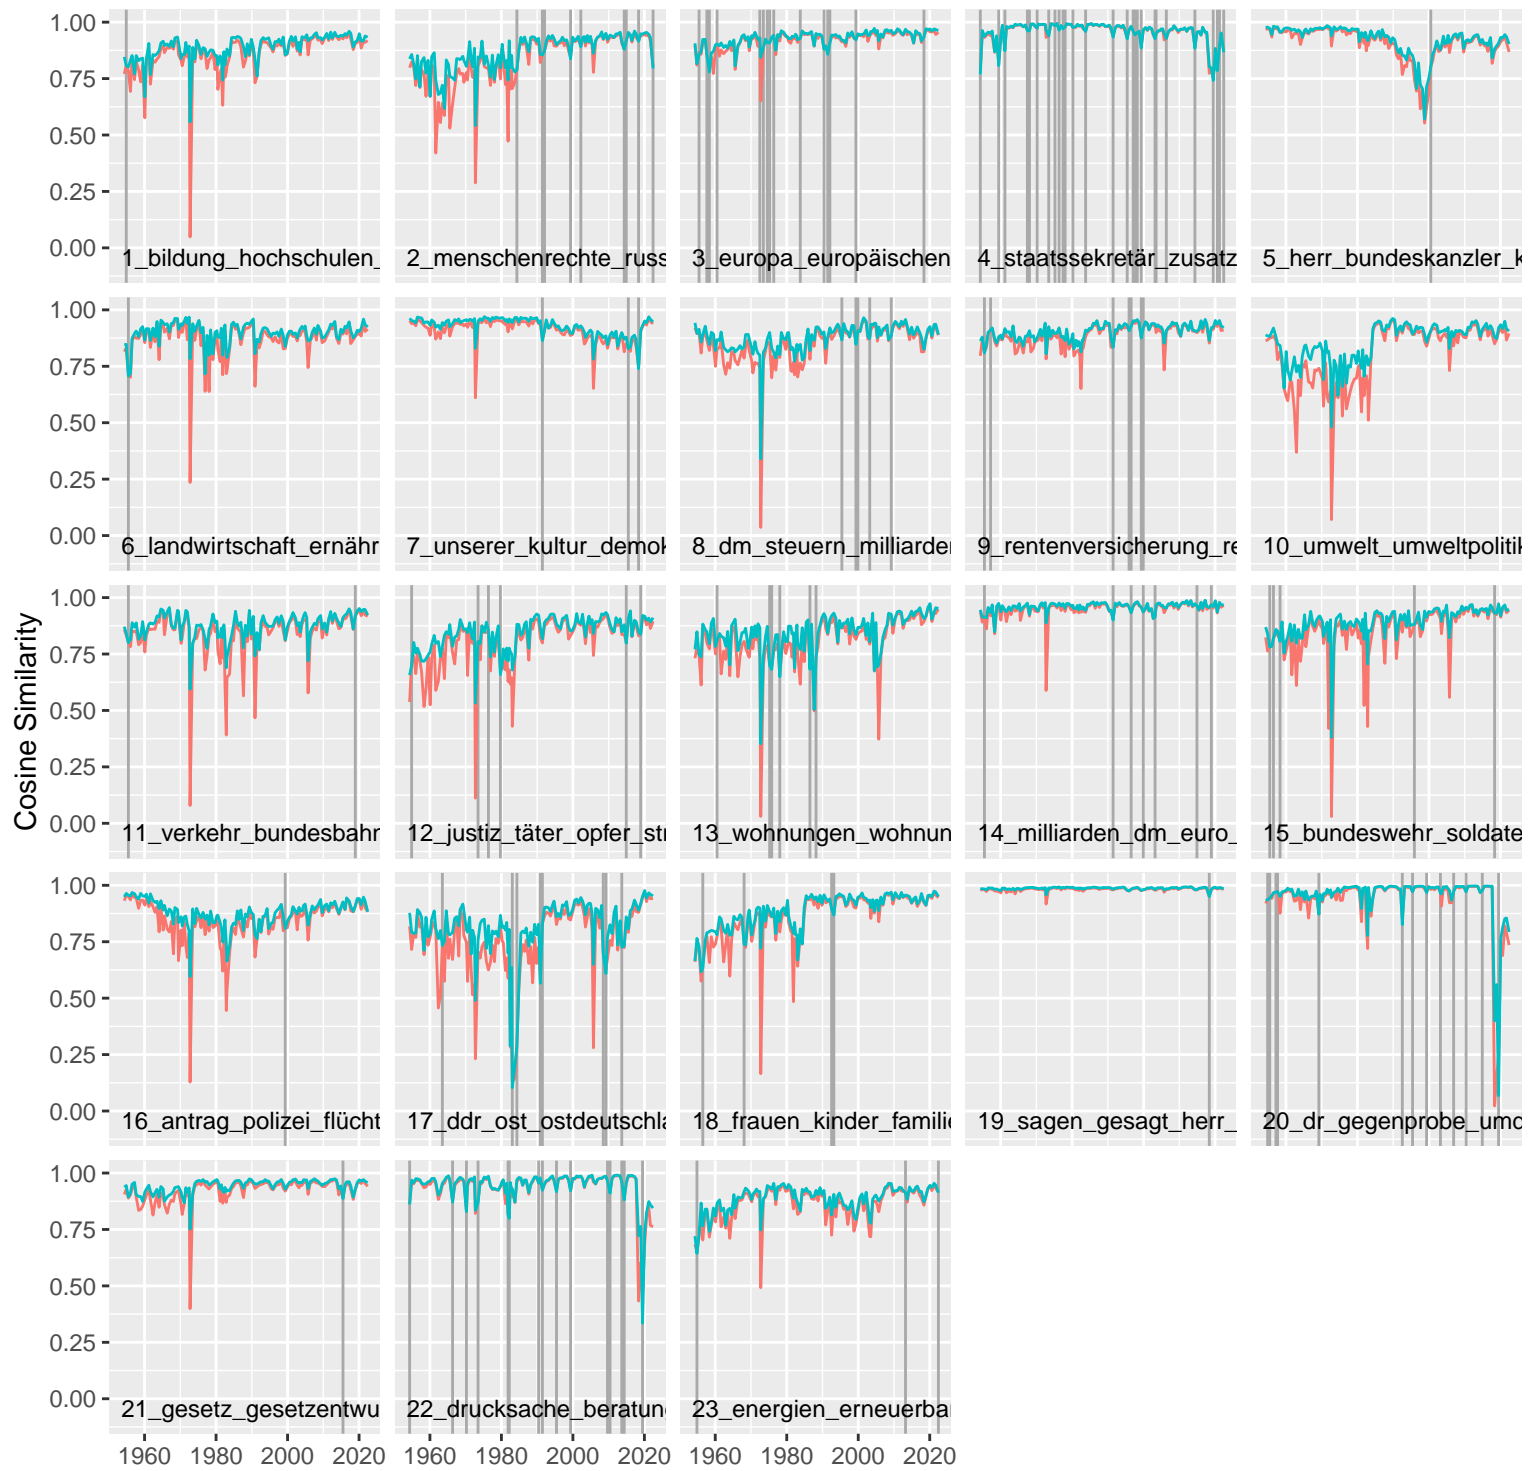 1.00
0.75
0.50
0.25
0.00
1_bildung_hochschulen_
2_menschenrechte_russ
3_europa_europäischen_
4_staatssekretär_zusatz
5_herr_bundeskanzler_k
1.00
0.75
0.50
0.25
0.00
6_landwirtschaft_ernähr
7_unserer_kultur_demok
8_dm_steuern_milliarden
9_rentenversicherung_re
10_umwelt_umweltpolitik
Cosine Similarity
1.00
0.75
0.50
0.25
0.00
11_verkehr_bundesbahn
12_justiz_täter_opfer_str
13_wohnungen_wohnun
14_milliarden_dm_euro_
15_bundeswehr_soldate
1.00
0.75
0.50
0.25
0.00
16_antrag_polizei_flücht
17_ddr_ost_ostdeutschla
18_frauen_kinder_familie
19_sagen_gesagt_herr_
20_dr_gegenprobe_umd
1.00
0.75
0.50
0.25
0.00
21_gesetz_gesetzentwu
22_drucksache_beratun
23_energien_erneuerba
1960 1980 2000 2020
1960 1980 2000 2020
1960 1980 2000 2020